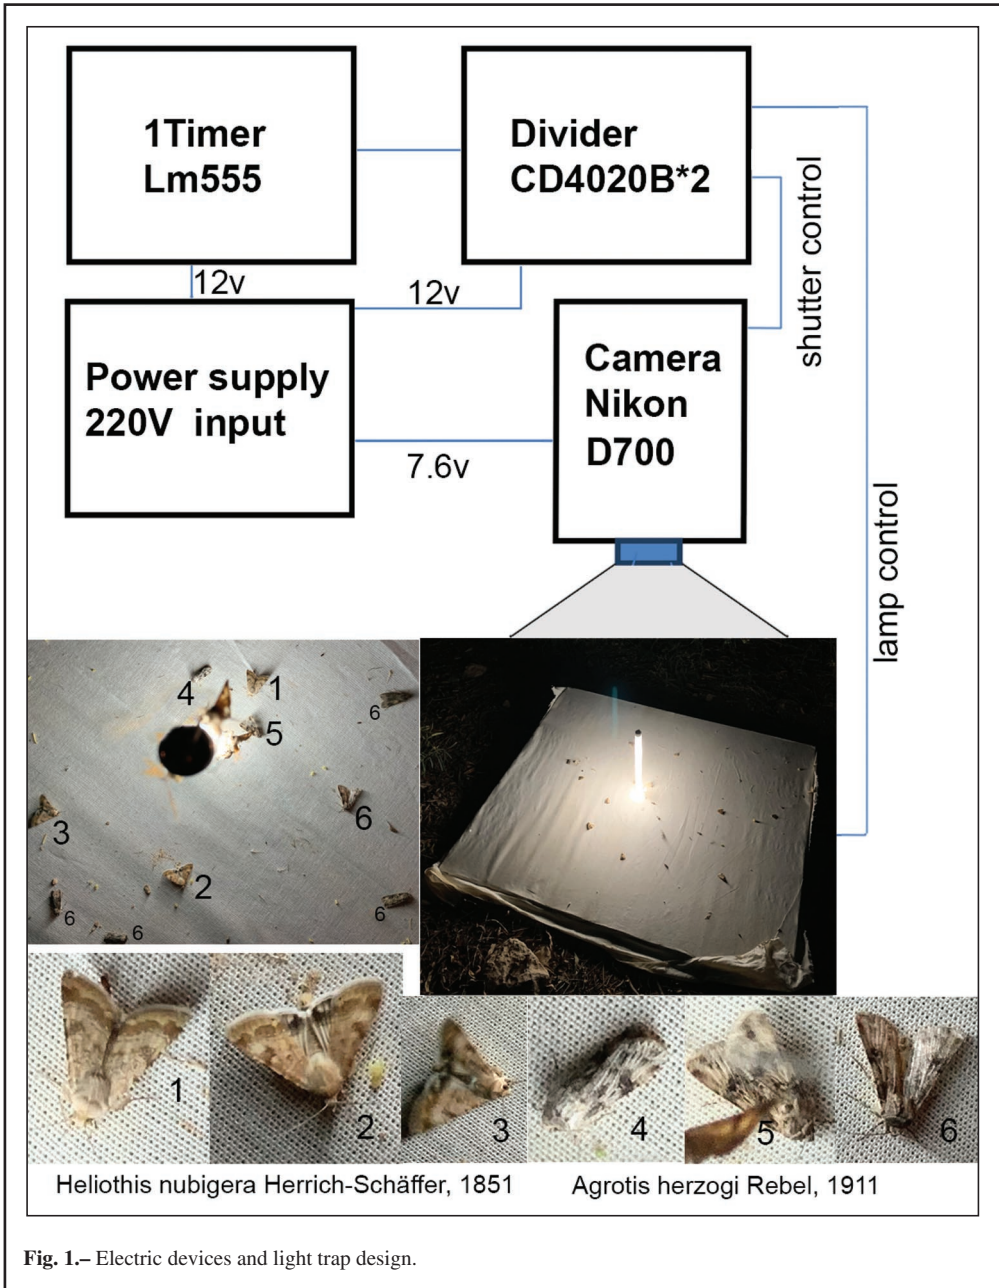 1Timer
Lm555
Divider
CD4020B*2
12v
12v
shutter control
Power supply
220V input
Camera
Nikon
D700
7.6v
lamp control
4
1
6
5
3
6
2
6
6
6
1
2
3
4
5
6
Heliothis nubigera Herrich-Schäffer, 1851
Agrotis herzogi Rebel, 1911
Fig. 1.– Electric devices and light trap design.